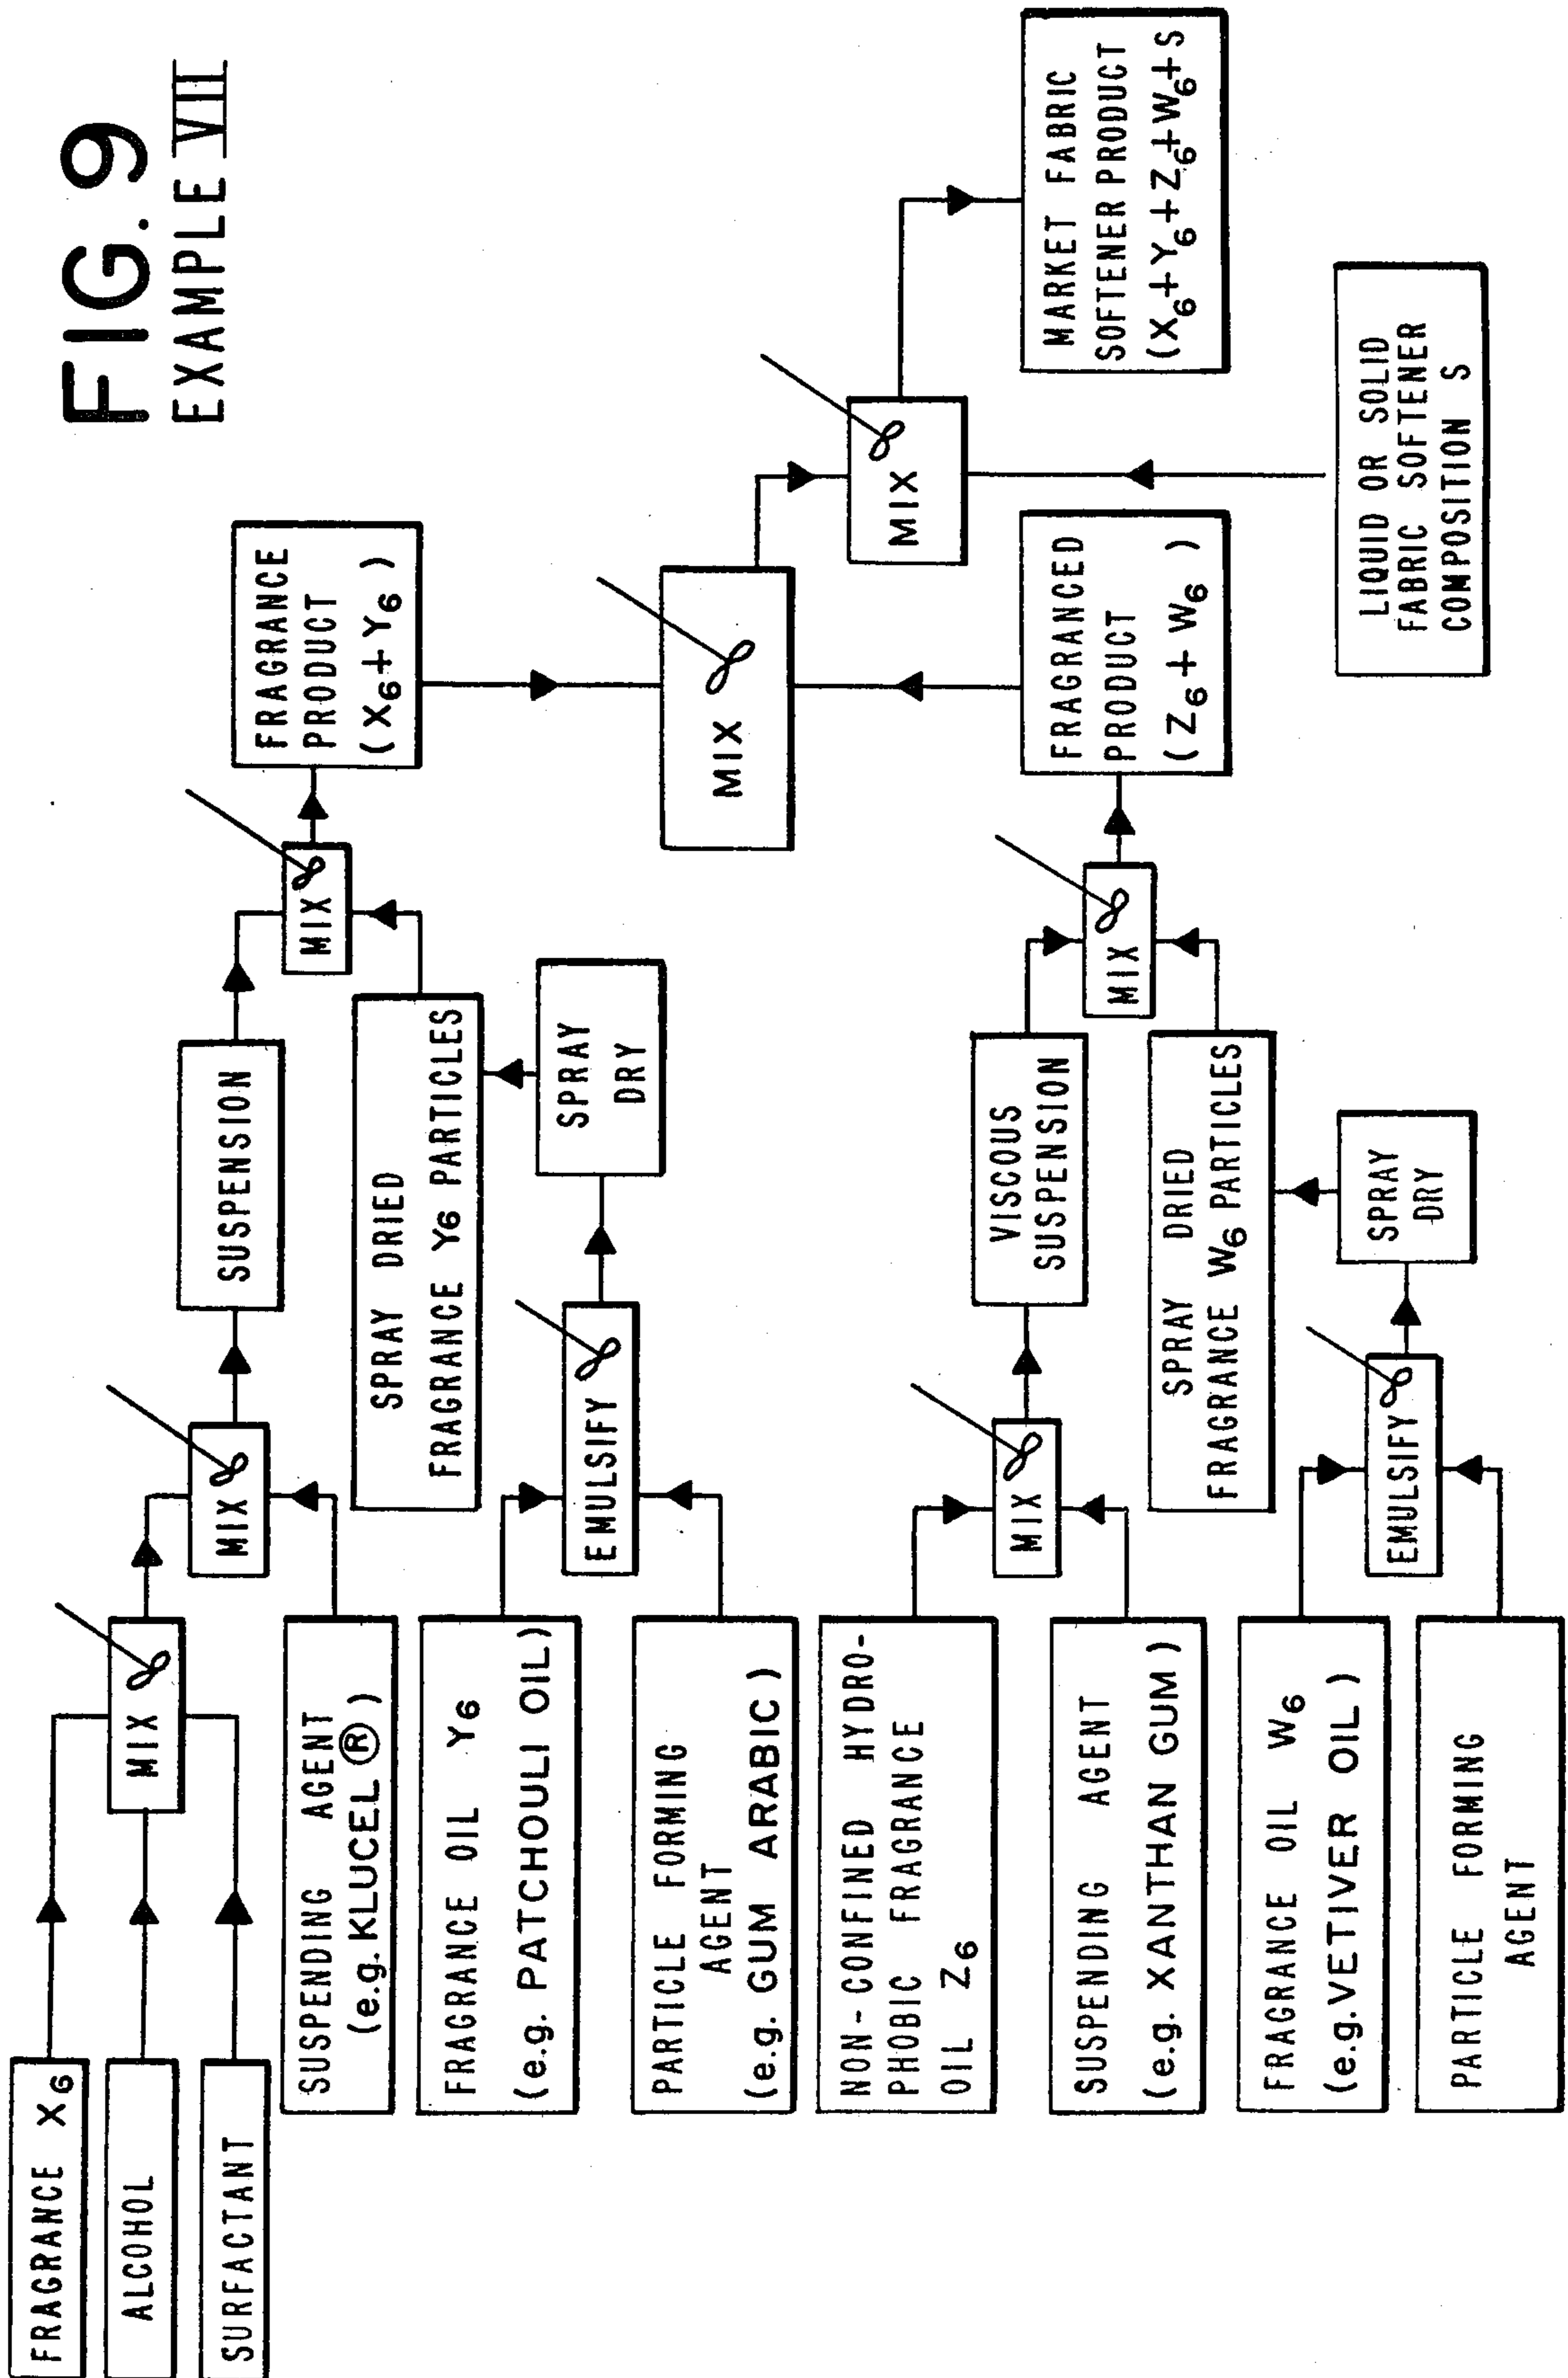 FIG. 9
EXAMPLE VII
FRAGRANCE X6
ALCOHOL
SURFACTANT
MIX
SUSPENDING AGENT
(e.g. KLUCEL ®)
MIX
SUSPENSION
FRAGRANCE OIL Y6
(e.g. PATCHOULI OIL)
PARTICLE FORMING
AGENT
(e.g. GUM ARABIC)
EMULSIFY
SPRAY
DRY
SPRAY DRIED
FRAGRANCE Y6 PARTICLES
MIX
FRAGRANCE
PRODUCT
(X6+Y6)
NON-CONFINED HYDRO-
PHOBIC FRAGRANCE
OIL Z6
SUSPENDING AGENT
(e.g. XANTHAN GUM)
MIX
VISCOUS
SUSPENSION
FRAGRANCE OIL W6
(e.g. VETIVER OIL)
PARTICLE FORMING
AGENT
EMULSIFY
SPRAY
DRY
SPRAY DRIED
FRAGRANCE W6 PARTICLES
MIX
FRAGRANCED
PRODUCT
(Z6+W6)
MIX
LIQUID OR SOLID
FABRIC SOFTENER
COMPOSITION S
MIX
MARKET FABRIC
SOFTENER PRODUCT
(X6+Y6+Z6+W6+S